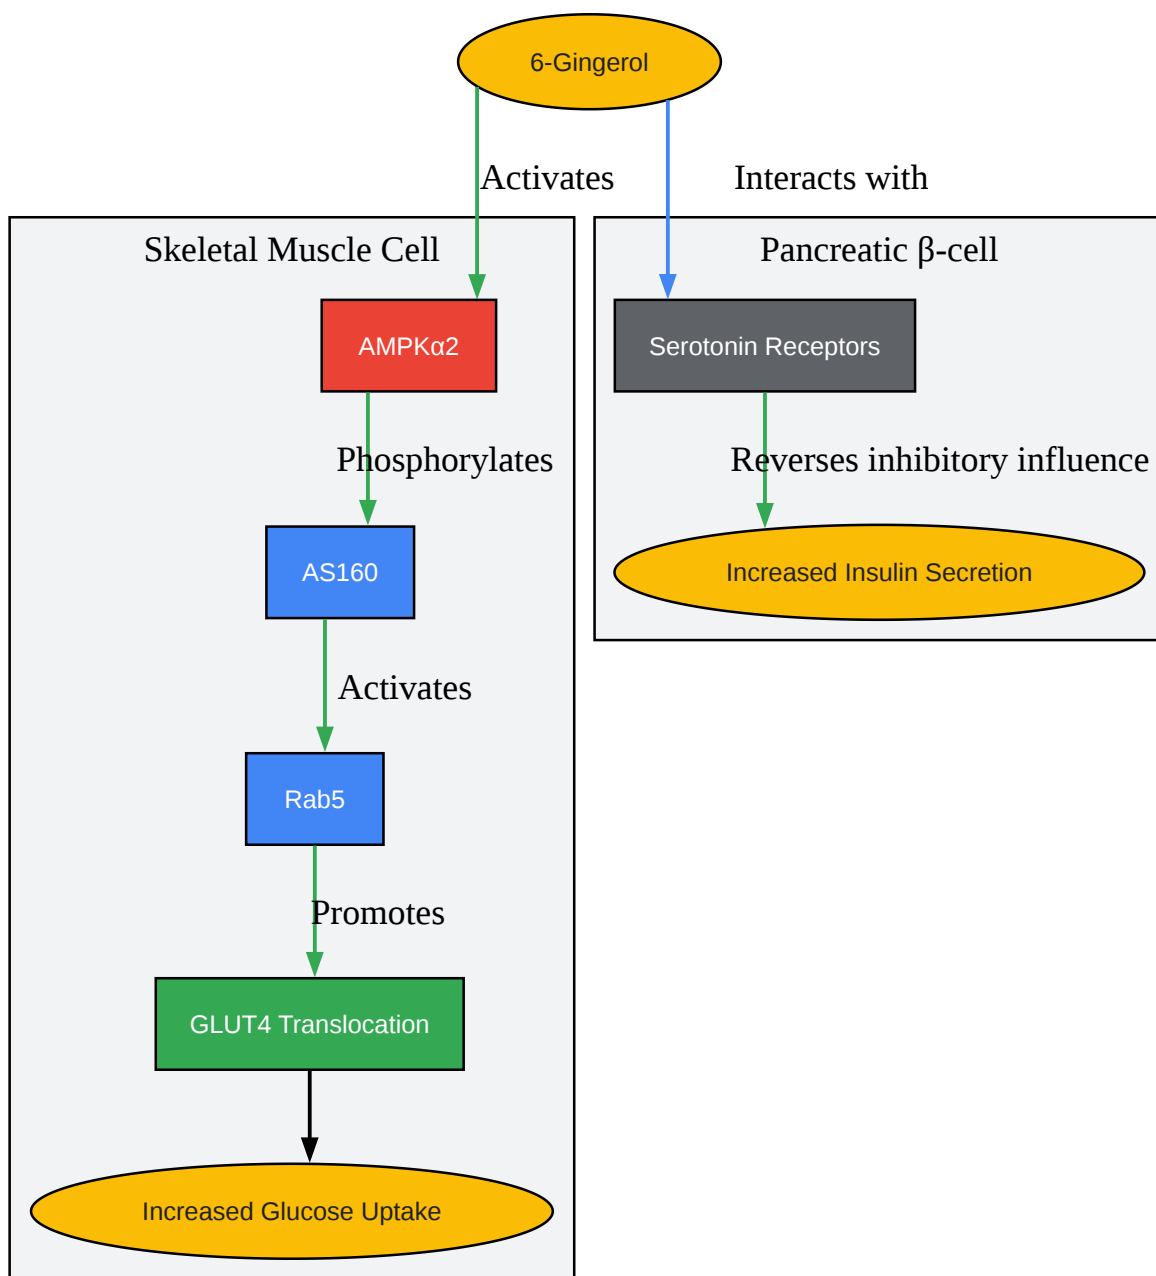 6-Gingerol
Activates
Interacts with
Skeletal Muscle Cell
Pancreatic β-cell
AMPKα2
Serotonin Receptors
Phosphorylates
Reverses inhibitory influence
AS160
Increased Insulin Secretion
Activates
Rab5
Promotes
GLUT4 Translocation
Increased Glucose Uptake